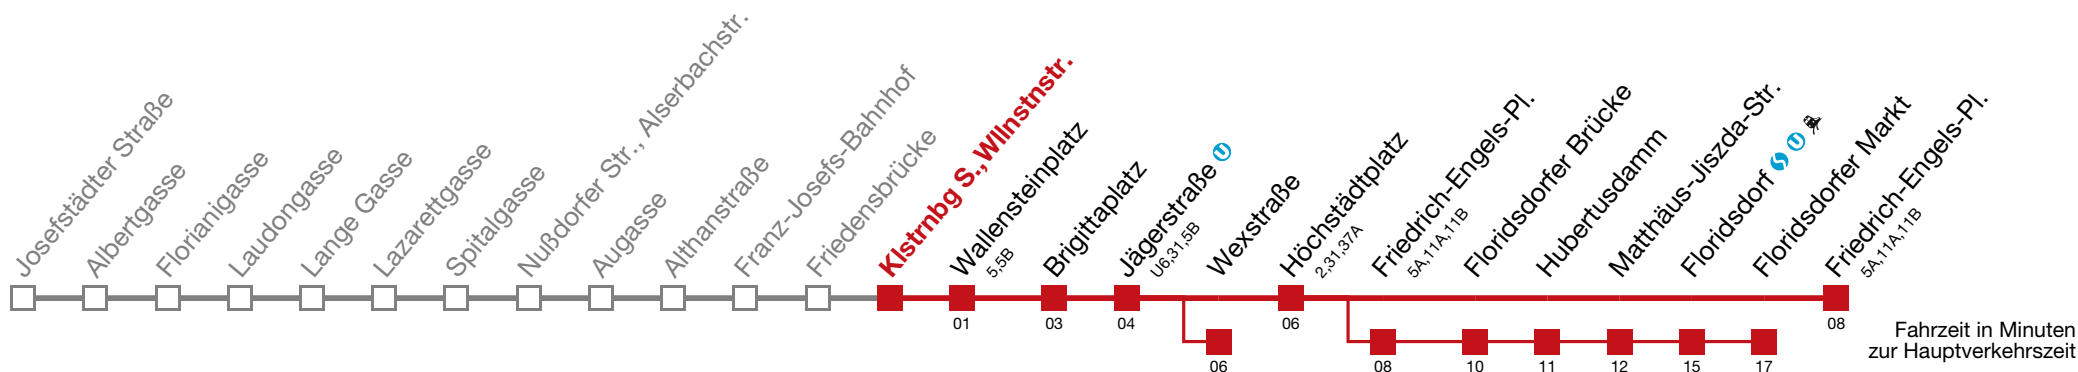 Josefstädter Straße
Albertgasse
Florianigasse
Laudongasse
Lange Gasse
Lazarettgasse
Spitalgasse
Nußdorfer Str., Alserbachstr.
Augasse
Althanstraße
Franz-Josefs-Bahnhof
Friedensbrücke
Klstrnbg S.,Wllnstnstr.
Wallensteinplatz
5,5B
Brigittaplatz
Jägerstraße U
U6,31,5B
Wexstraße
Höchstädtplatz
2,31,37A
Friedrich-Engels-Pl.
5A,11A,11B
Floridsdorfer Brücke
Hubertusdamm
Matthäus-Jiszda-Str.
Floridsdorf S U
Floridsdorfer Markt
Friedrich-Engels-Pl.
5A,11A,11B
01
03
04
06
08
06
08
10
11
12
15
17
Fahrzeit in Minuten
zur Hauptverkehrszeit